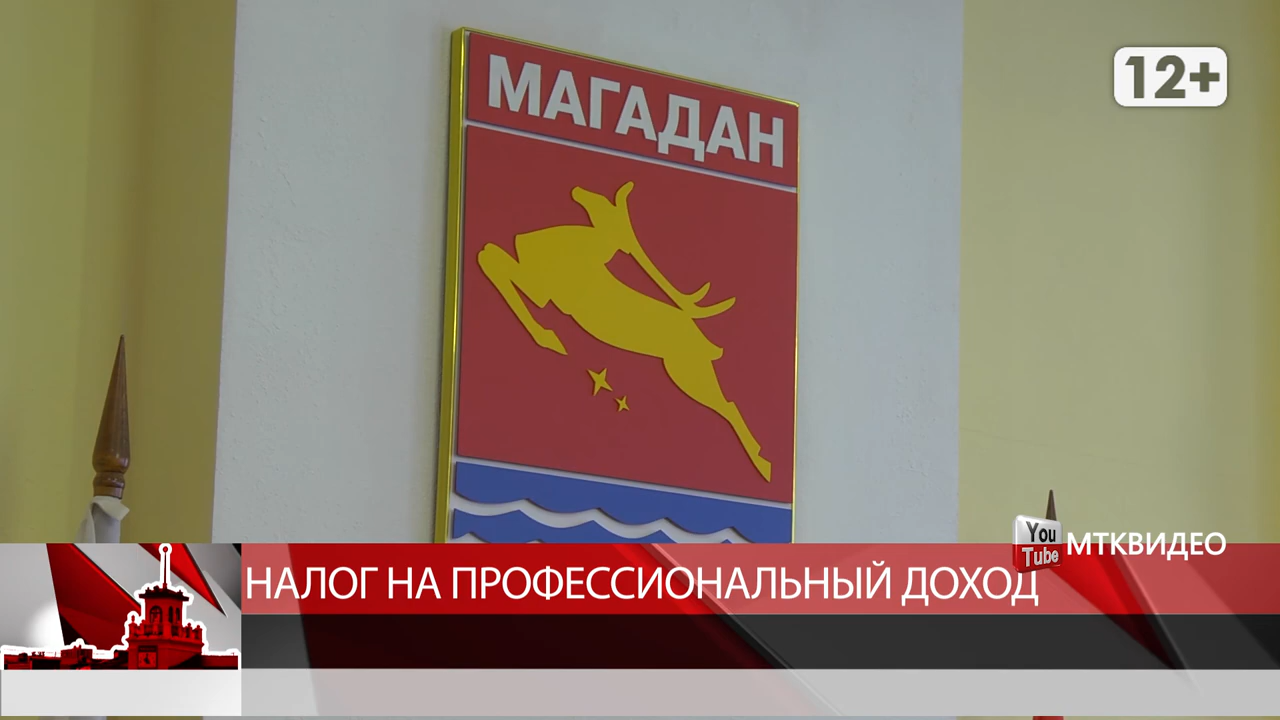 МАГАДАН
12+
You
Tube
МТКВИДЕО
НАЛОГ НА ПРОФЕССИОНАЛЬНЫЙ ДОХОД